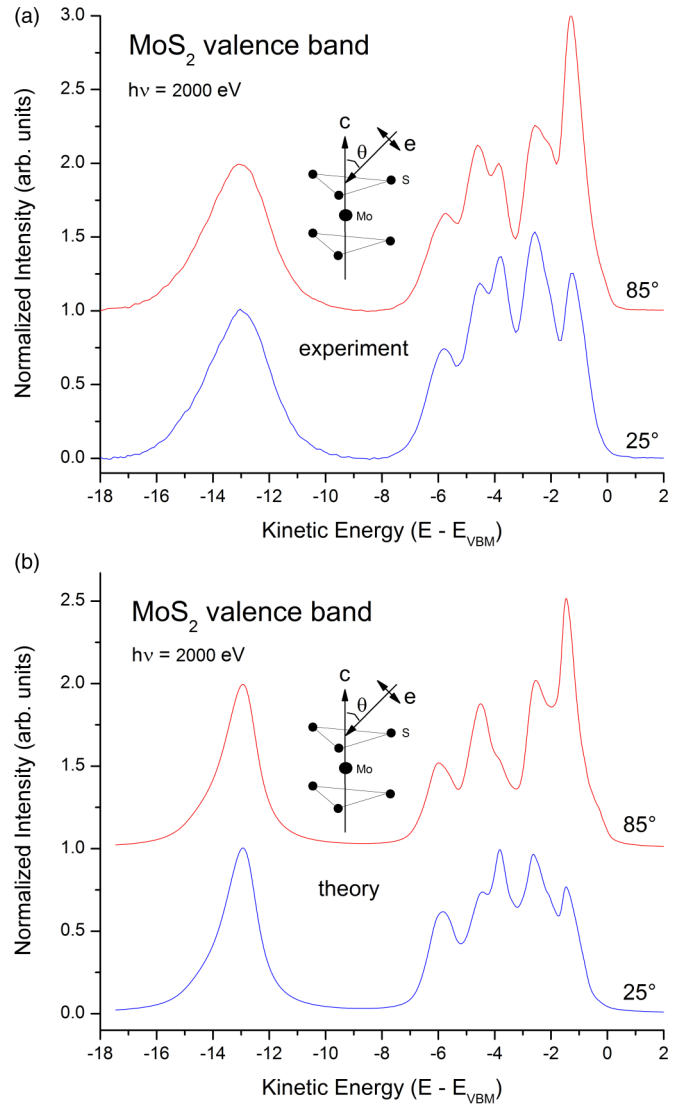 (a)
MoS2 valence band
hν = 2000 eV
c
θ
e
S
Mo
85°
experiment
25°
Normalized Intensity (arb. units)
3.0
2.5
2.0
1.5
1.0
0.5
0.0
-18 -16 -14 -12 -10 -8 -6 -4 -2 0 2
Kinetic Energy (E - EVBM)
(b)
MoS2 valence band
hν = 2000 eV
c
θ
e
S
Mo
85°
theory
25°
Normalized Intensity (arb. units)
2.5
2.0
1.5
1.0
0.5
0.0
-18 -16 -14 -12 -10 -8 -6 -4 -2 0 2
Kinetic Energy (E - EVBM)